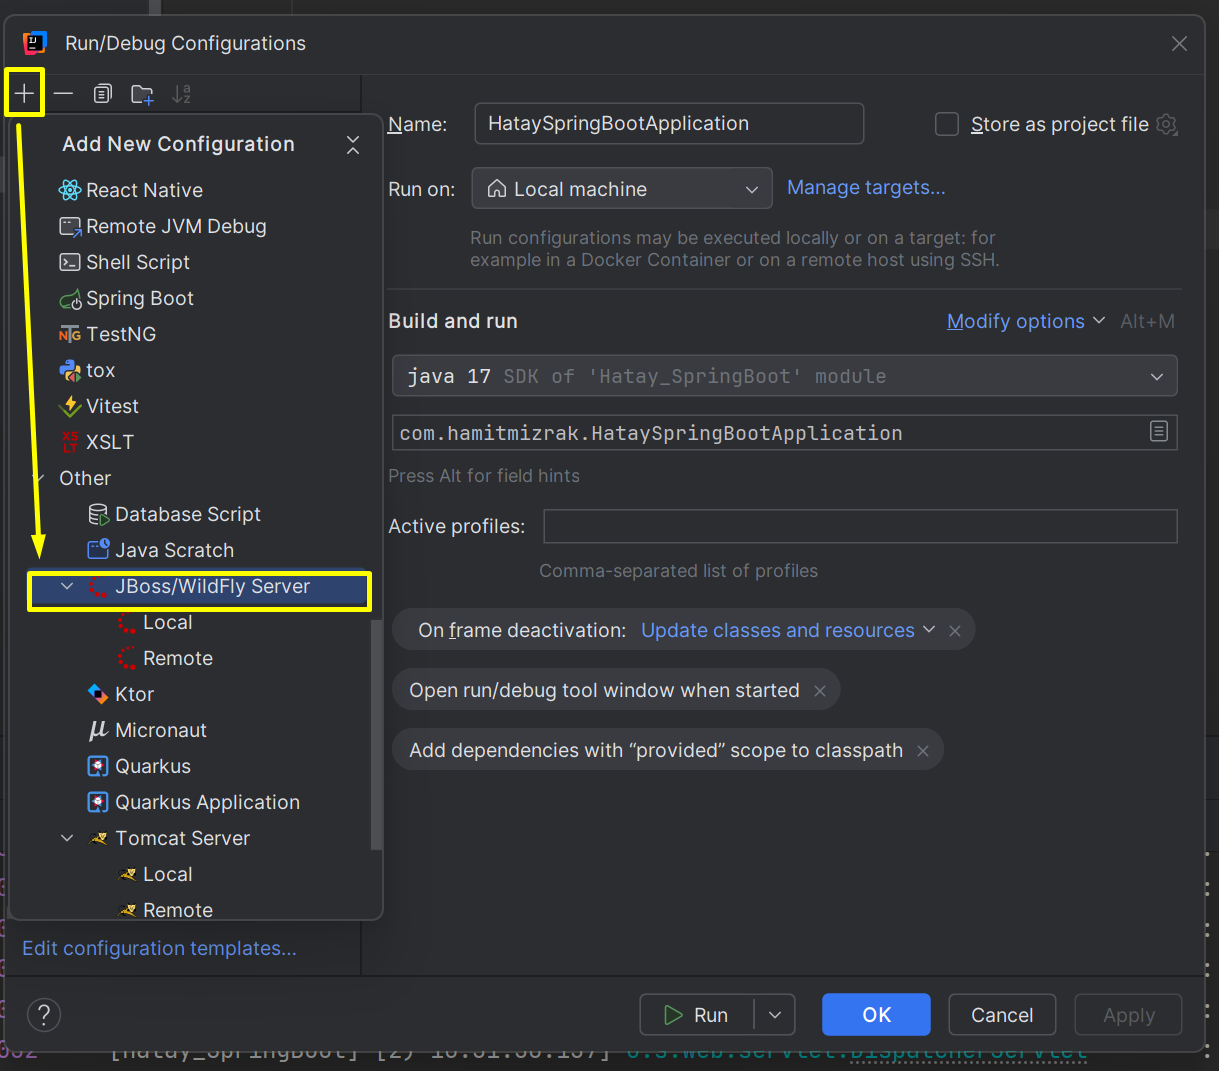 Run/Debug Configurations
Add New Configuration
React Native
Remote JVM Debug
Shell Script
Spring Boot
TestNG
tox
Vitest
XSLT
Other
Database Script
Java Scratch
JBoss/WildFly Server
Local
Remote
Ktor
Micronaut
Quarkus
Quarkus Application
Tomcat Server
Local
Remote
Edit configuration templates...
Name: HataySpringBootApplication
Store as project file
Run on: Local machine Manage targets...
Run configurations may be executed locally or on a target: for
example in a Docker Container or on a remote host using SSH.
Build and run Modify options Alt+M
java 17 SDK of 'Hatay_SpringBoot' module
com.hamitmizrak.HataySpringBootApplication
Press Alt for field hints
Active profiles:
Comma-separated list of profiles
On frame deactivation: Update classes and resources
Open run/debug tool window when started
Add dependencies with “provided” scope to classpath
? Run OK Cancel Apply
[Hatay_SpringBoot]